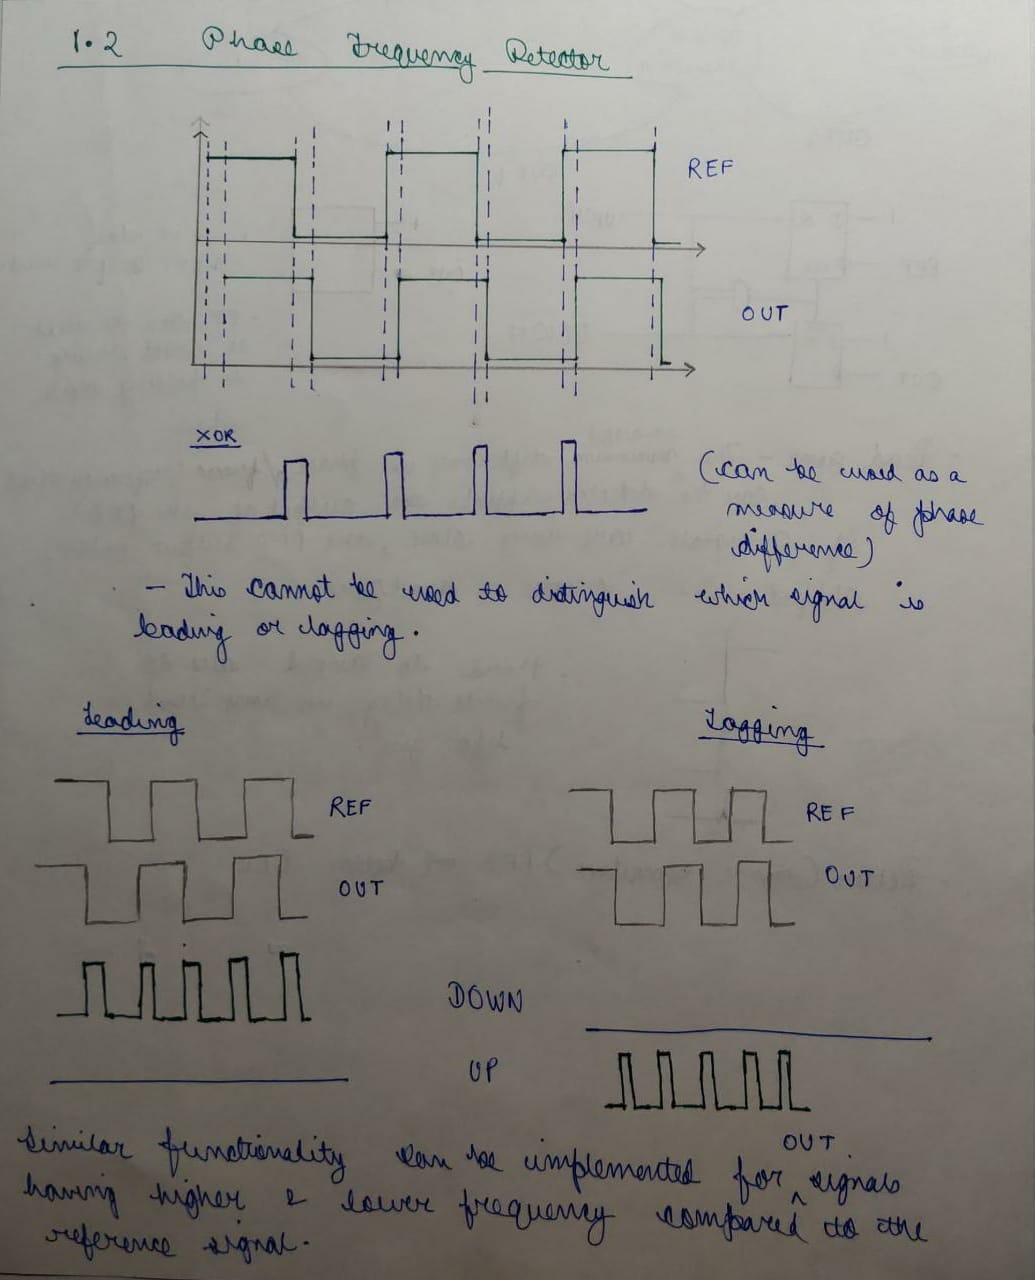 1.2 Phase Frequency Detector
REF
OUT
XOR
(can be used as a
measure of phase
difference)
- This cannot be used to distinguish which signal is
leading or lagging.
Leading
Lagging
REF
REF
OUT
OUT
DOWN
UP
OUT
Similar functionality can be implemented for ^ signals
having higher & lower frequency compared to the
reference signal.